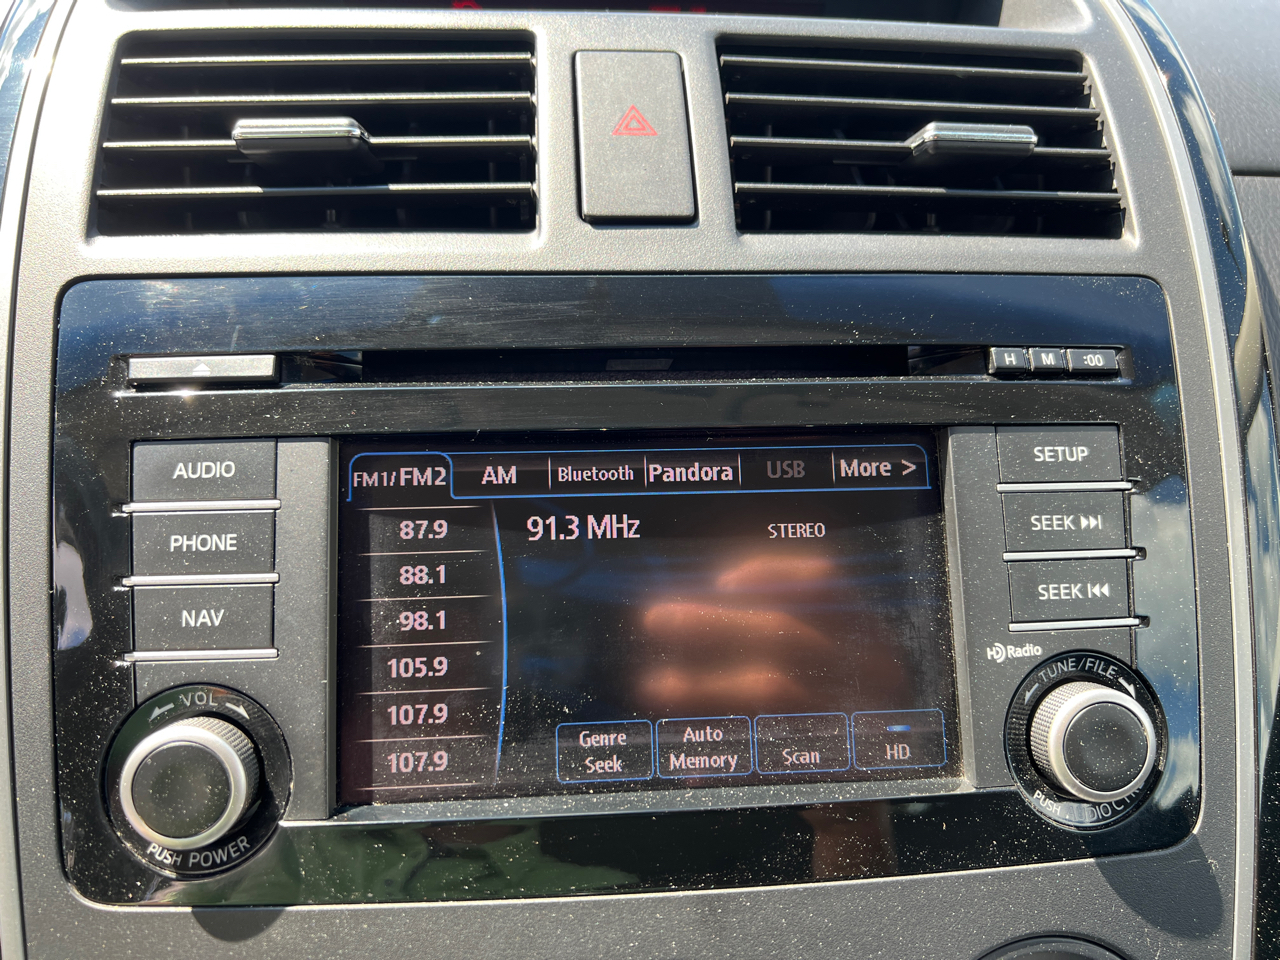 H M :00
AUDIO
PHONE
NAV
VOL
PUSH POWER
FM1/FM2 AM Bluetooth Pandora USB More >
87.9
88.1
98.1
105.9
107.9
107.9
91.3 MHz STEREO
Genre Seek
Auto Memory
Scan
HD
SETUP
SEEK
SEEK
HD Radio
TUNE/FILE
PUSH AUDIO